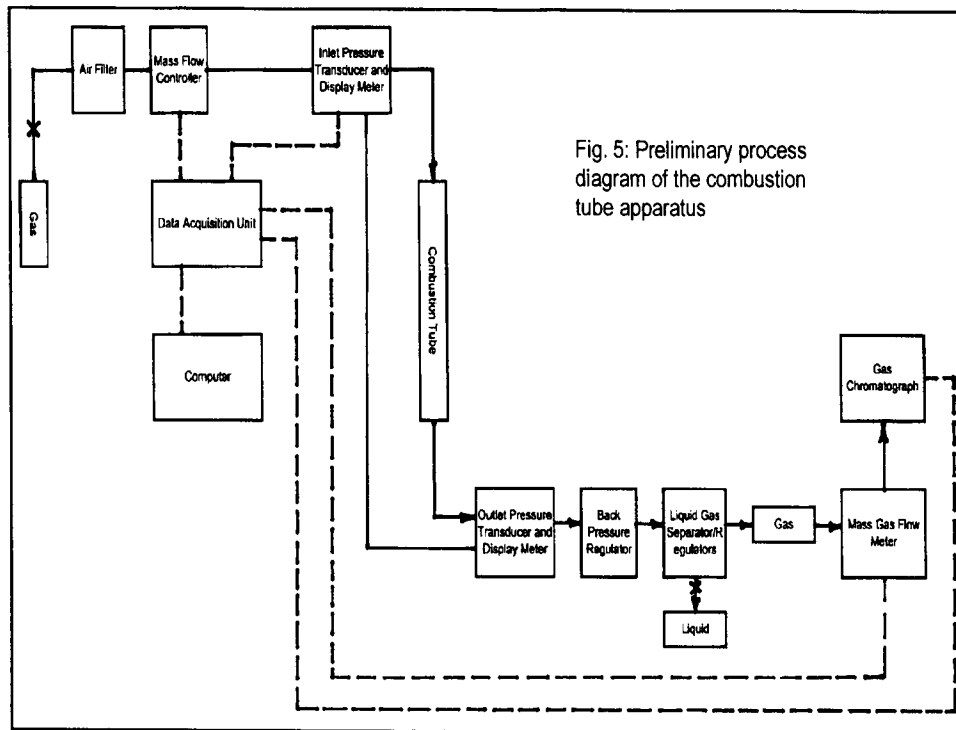 Air Filter
Mass Flow
Controller
Inlet Pressure
Transducer and
Display Meter
Gas
Data Acquisition Unit
Computer
Combustion Tube
Fig. 5: Preliminary process
diagram of the combustion
tube apparatus
Gas
Chromatograph
Outlet Pressure
Transducer and
Display Meter
Back
Pressure
Regulator
Liquid Gas
Separator/R
egulators
Gas
Mass Gas Flow
Meter
Liquid